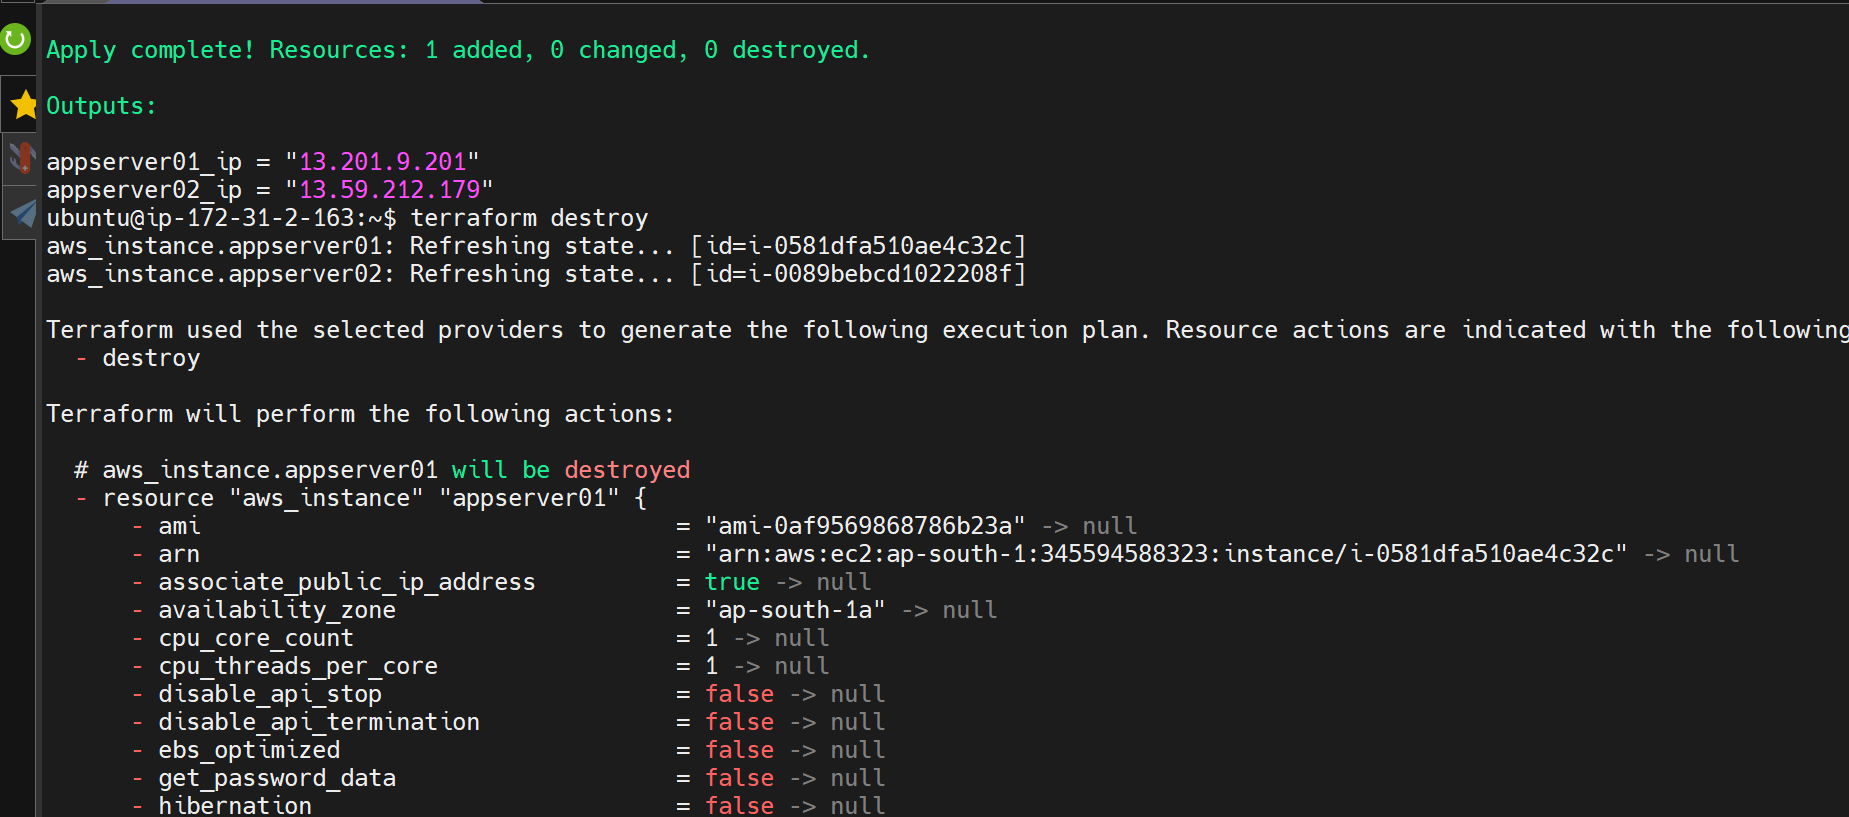 Apply complete! Resources: 1 added, 0 changed, 0 destroyed.
Outputs:
appserver01_ip = "13.201.9.201"
appserver02_ip = "13.59.212.179"
ubuntu@ip-172-31-2-163:~$ terraform destroy
aws_instance.appserver01: Refreshing state... [id=i-0581dfa510ae4c32c]
aws_instance.appserver02: Refreshing state... [id=i-0089bebcd1022208f]
Terraform used the selected providers to generate the following execution plan. Resource actions are indicated with the following
- destroy
Terraform will perform the following actions:
# aws_instance.appserver01 will be destroyed
- resource "aws_instance" "appserver01" {
- ami = "ami-0af9569868786b23a" -> null
- arn = "arn:aws:ec2:ap-south-1:345594588323:instance/i-0581dfa510ae4c32c" -> null
- associate_public_ip_address = true -> null
- availability_zone = "ap-south-1a" -> null
- cpu_core_count = 1 -> null
- cpu_threads_per_core = 1 -> null
- disable_api_stop = false -> null
- disable_api_termination = false -> null
- ebs_optimized = false -> null
- get_password_data = false -> null
- hibernation = false -> null